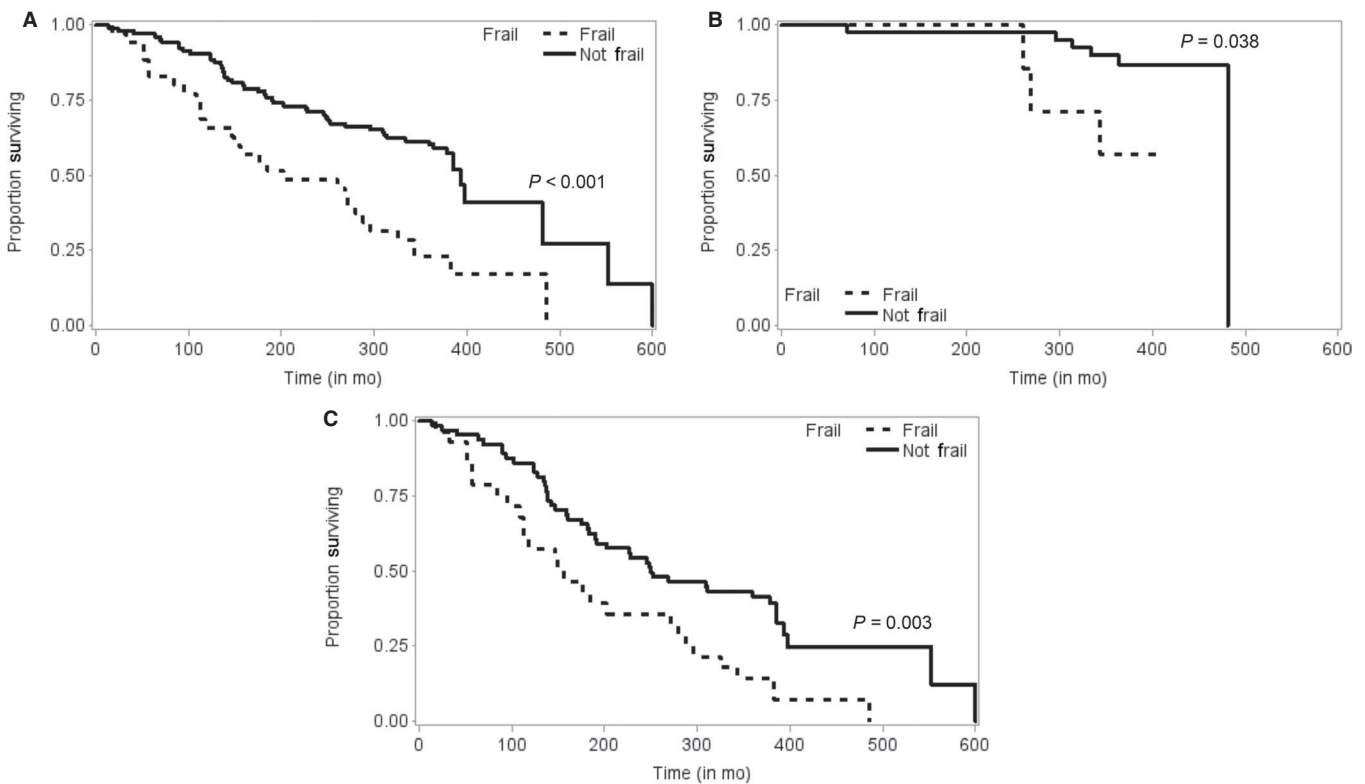 A
1.00
0.75
0.50
0.25
0.00
Proportion surviving
Frail Frail
Not frail
P < 0.001
0 100 200 300 400 500 600
Time (in mo)
B
1.00
0.75
0.50
0.25
0.00
Proportion surviving
P = 0.038
Frail Frail
Not frail
0 100 200 300 400 500 600
Time (in mo)
C
1.00
0.75
0.50
0.25
0.00
Proportion surviving
Frail Frail
Not frail
P = 0.003
0 100 200 300 400 500 600
Time (in mo)